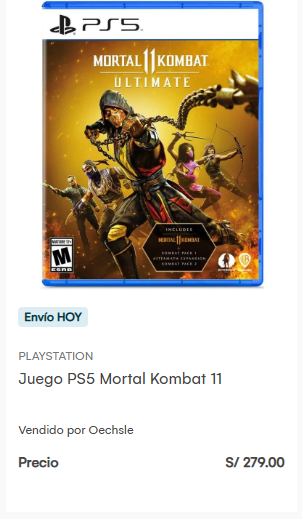 PS5
MORTAL 11 KOMBAT
ULTIMATE
INCLUDES
MORTAL 11 KOMBAT
KOMBAT PACK 1
AFTERMATH EXPANSION
KOMBAT PACK 2
MATURE 17+
M
ESRB
Envío HOY
PLAYSTATION
Juego PS5 Mortal Kombat 11
Vendido por Oechsle
Precio S/ 279.00